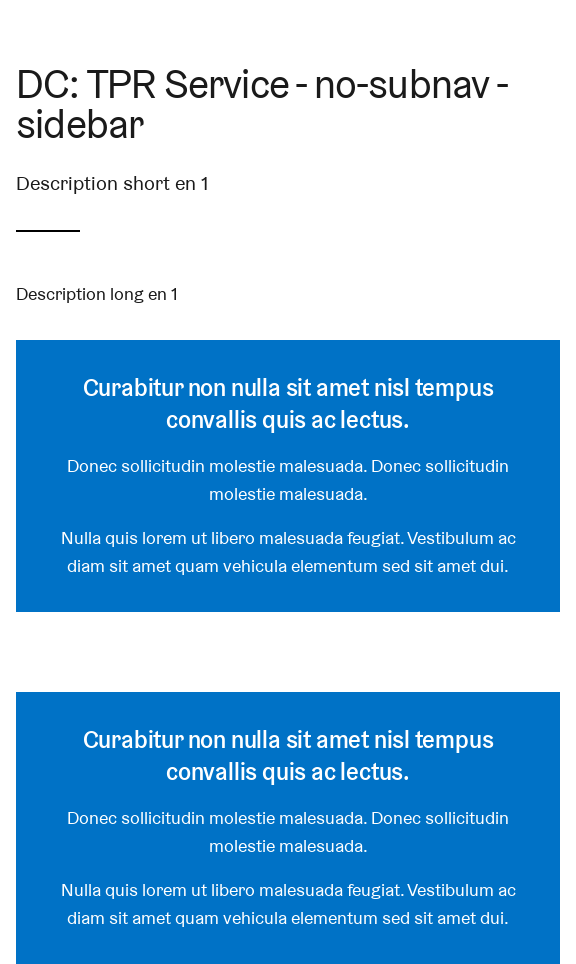 DC: TPR Service - no-subnav -
sidebar
Description short en 1
Description long en 1
Curabitur non nulla sit amet nisl tempus
convallis quis ac lectus.
Donec sollicitudin molestie malesuada. Donec sollicitudin
molestie malesuada.
Nulla quis lorem ut libero malesuada feugiat. Vestibulum ac
diam sit amet quam vehicula elementum sed sit amet dui.
Curabitur non nulla sit amet nisl tempus
convallis quis ac lectus.
Donec sollicitudin molestie malesuada. Donec sollicitudin
molestie malesuada.
Nulla quis lorem ut libero malesuada feugiat. Vestibulum ac
diam sit amet quam vehicula elementum sed sit amet dui.